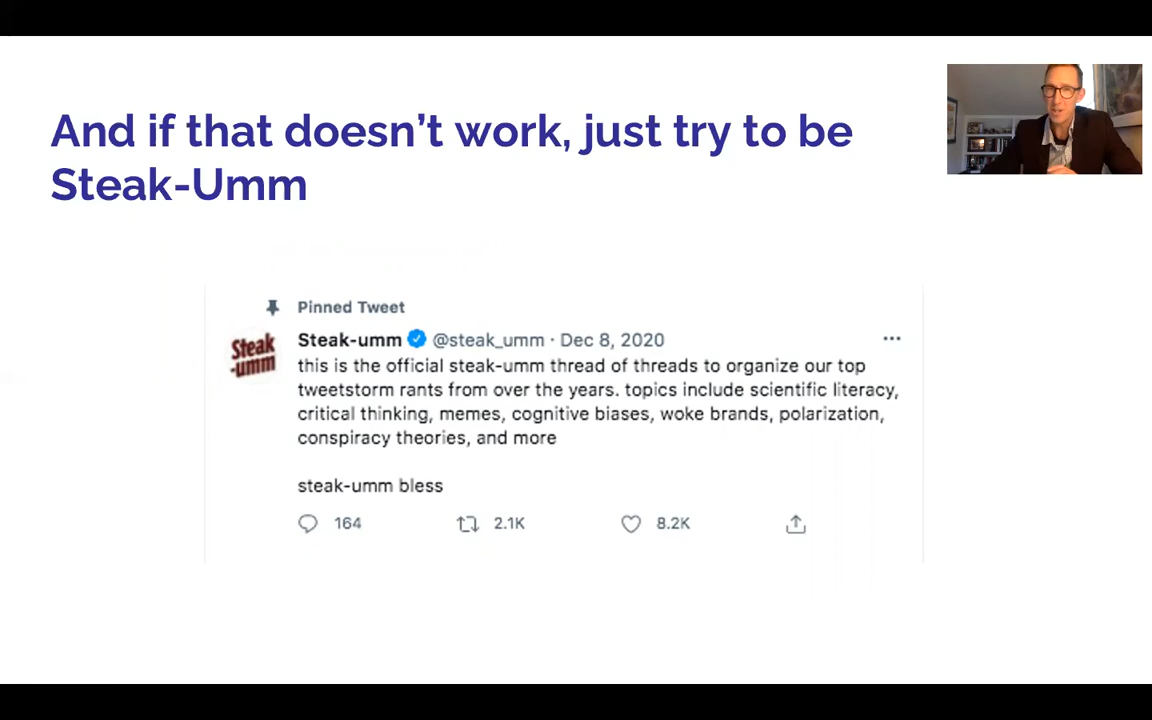 And if that doesn't work, just try to be
Steak-Umm
Pinned Tweet
Steak-umm @steak_umm · Dec 8, 2020
Steak
-umm
this is the official steak-umm thread of threads to organize our top
tweetstorm rants from over the years. topics include scientific literacy,
critical thinking, memes, cognitive biases, woke brands, polarization,
conspiracy theories, and more
steak-umm bless
164 2.1K 8.2K